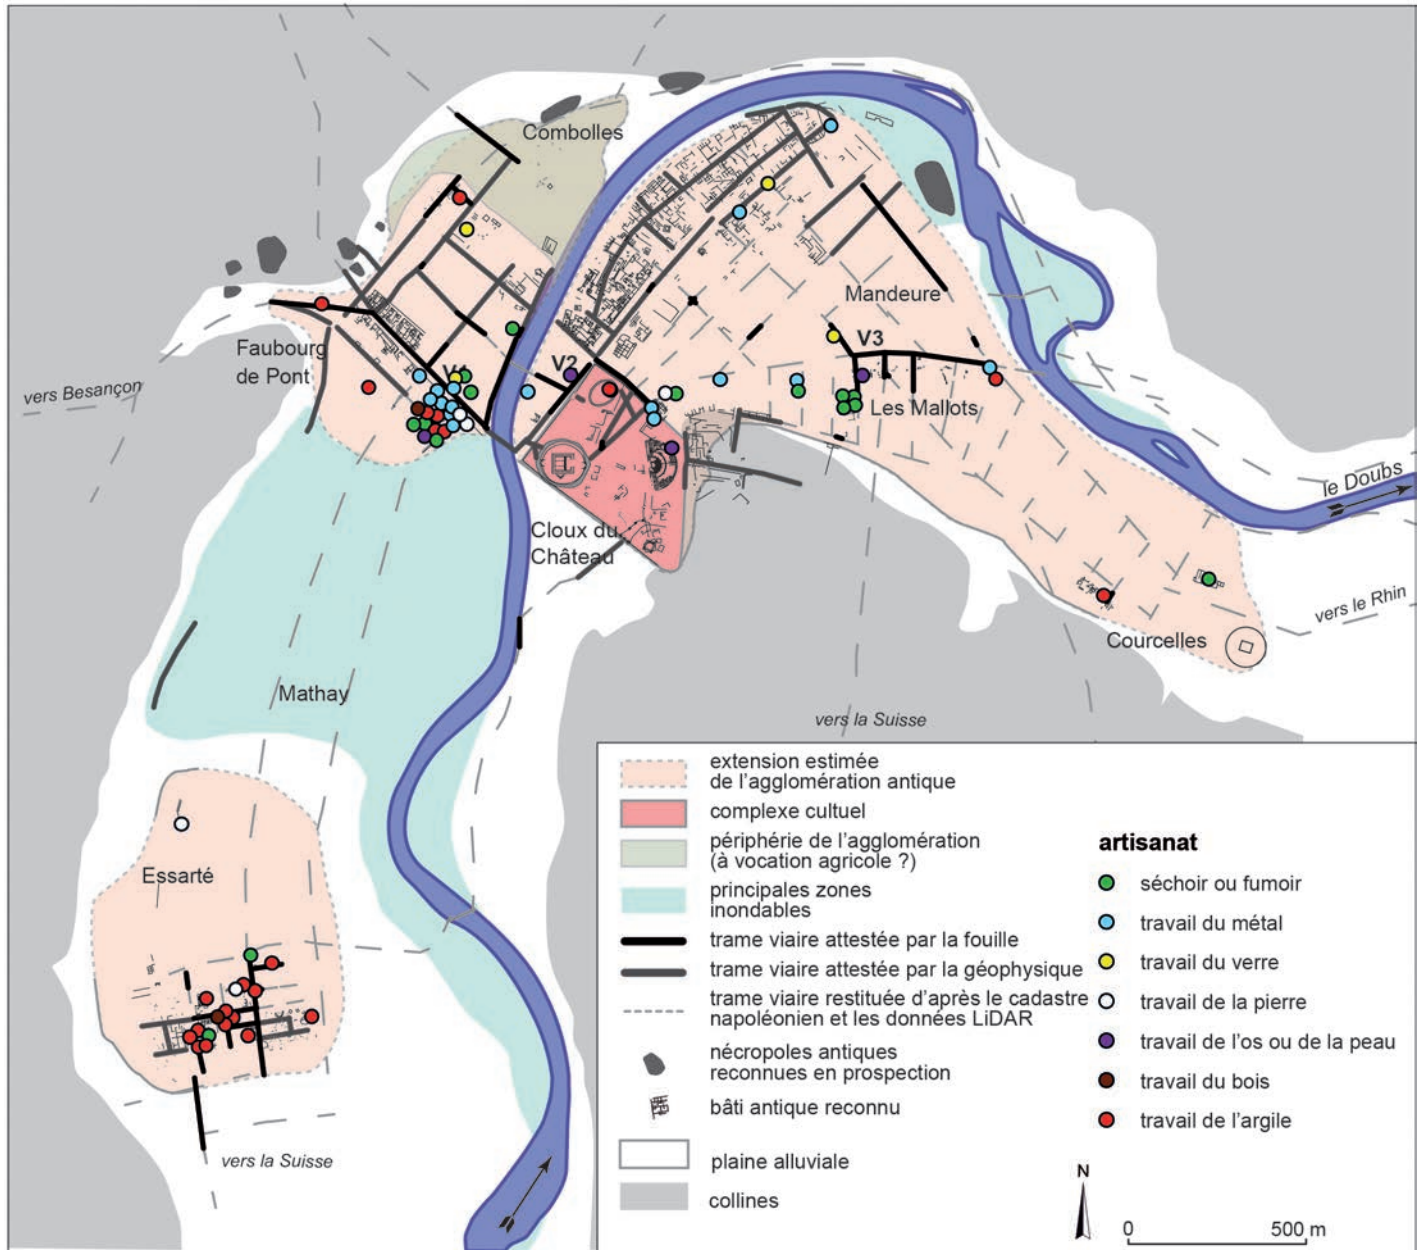 Combolles
Mandeure
V3
V2
Faubourg
de Pont
vers Besançon
Les Mallots
le Doubs
Cloux du
Château
vers le Rhin
Courcelles
Mathay
vers la Suisse
Essarté
vers la Suisse
extension estimée
de l'agglomération antique
complexe cultuel
périphérie de l'agglomération
(à vocation agricole ?)
principales zones
inondables
trame viaire attestée par la fouille
trame viaire attestée par la géophysique
trame viaire restituée d'après le cadastre
napoléonien et les données LiDAR
nécropoles antiques
reconnues en prospection
bâti antique reconnu
plaine alluviale
collines
artisanat
séchoir ou fumoir
travail du métal
travail du verre
travail de la pierre
travail de l'os ou de la peau
travail du bois
travail de l'argile
N
0 500 m